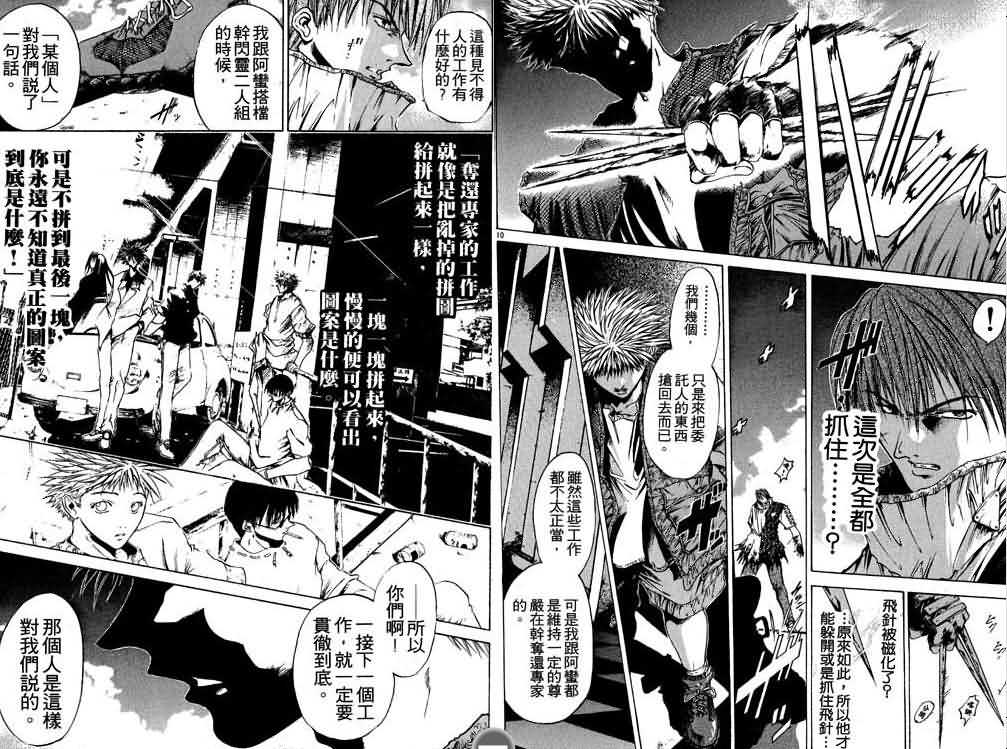 ！
這次是全都
抓住………？
飛針被磁化了？
…原來如此，所以他才
能躲開或是抓住飛針…
………
我們幾個，
只是來把委
託人的東西
搶回去而已
雖然這些工作
都不太正當，
可是我跟阿蠻都
是維持一定的尊
嚴在幹奪還專家
的。
10
這種見不得
人的工作有
什麼好的？
我跟阿蠻搭檔
幹閃靈二人組
的時候，
「某個人」
對我們說了
一句話。
「奪還專家的工作
就像是把亂掉的拼圖
給拼起來一樣，
一塊一塊拼起來，
慢慢的便可以看出
圖案是什麼。
可是不拼到最後一塊，
你永遠不知道真正的圖案
到底是什麼！」
所以
你們啊！
一接下一個工
作，就一定要
貫徹到底。
那個人是這樣
對我們說的。